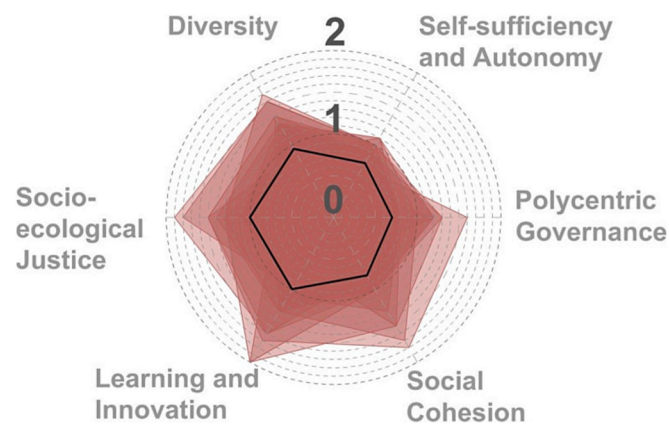 Diversity
2
Self-sufficiency
and Autonomy
1
0
Socio-
ecological
Justice
Polycentric
Governance
Learning and
Innovation
Social
Cohesion